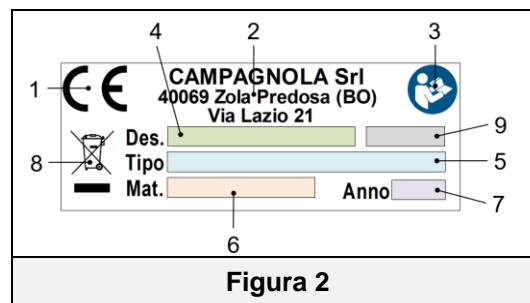 4 2 3
1 CE CAMPAGNOLA Srl
40069 Zola Predosa (BO)
Via Lazio 21
Des. 9
8 Tipo 5
Mat. Anno 7
6
Figura 2